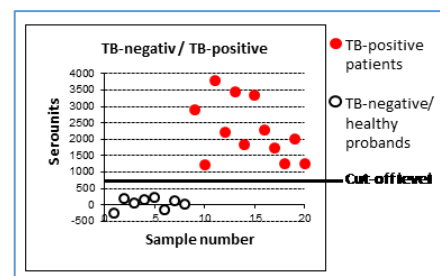 TB-negativ/ TB-positive
4000
3500
3000
2500
2000
1500
1000
500
0
-500
0
5
10
15
20
Serounits
Sample number
TB-positive
patients
TB-negative/
healthy
probands
Cut-off level